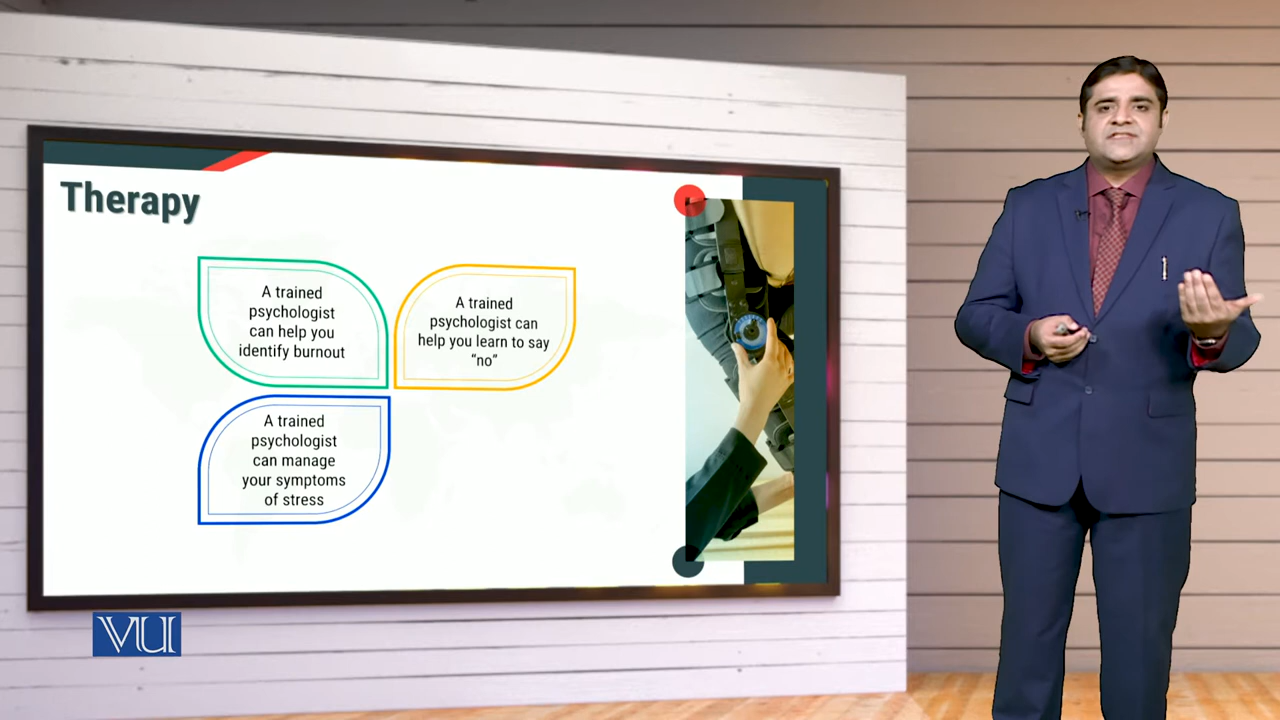 Therapy
A trained
psychologist
can help you
identify burnout
A trained
psychologist can
help you learn to say
“no”
A trained
psychologist
can manage
your symptoms
of stress
VU